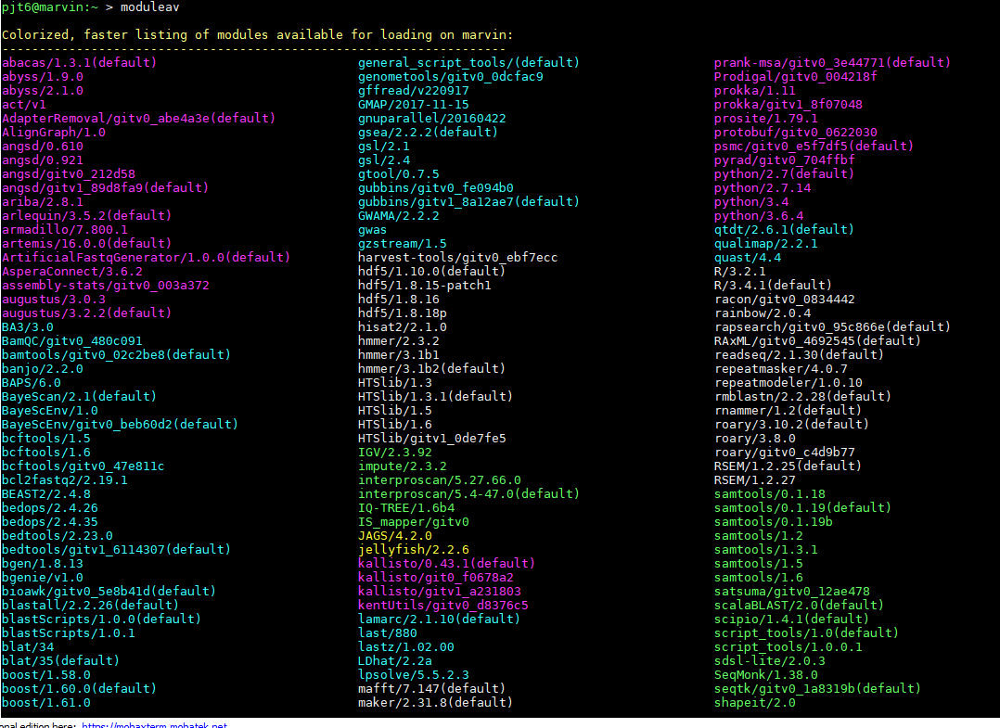 pjt6@marvin:~ > moduleav
Colorized, faster listing of modules available for loading on marvin:
--------------------------------------------------------------------
abacas/1.3.1(default) general_script_tools/(default) prank-msa/gitv0_3e44771(default)
abyss/1.9.0 genometools/gitv0_0dcfac9 Prodigal/gitv0_004218f
abyss/2.1.0 gffread/v220917 prokka/1.11
act/v1 GMAP/2017-11-15 prokka/gitv1_8f07048
AdapterRemoval/gitv0_abe4a3e(default) gnuparallel/20160422 prosite/1.79.1
AlignGraph/1.0 gsea/2.2.2(default) protobuf/gitv0_0622030
angsd/0.610 gsl/2.1 psmc/gitv0_e5f7df5(default)
angsd/0.921 gsl/2.4 pyrad/gitv0_704ffbf
angsd/gitv0_212d58 gtool/0.7.5 python/2.7(default)
angsd/gitv1_89d8fa9(default) gubbins/gitv0_fe094b0 python/2.7.14
ariba/2.8.1 gubbins/gitv1_8a12ae7(default) python/3.4
arlequin/3.5.2(default) GWAMA/2.2.2 python/3.6.4
armadillo/7.800.1 gwas qtdt/2.6.1(default)
artemis/16.0.0(default) gzstream/1.5 qualimap/2.2.1
ArtificialFastqGenerator/1.0.0(default) harvest-tools/gitv0_ebf7ecc quast/4.4
AsperaConnect/3.6.2 hdf5/1.10.0(default) R/3.2.1
assembly-stats/gitv0_003a372 hdf5/1.8.15-patch1 R/3.4.1(default)
augustus/3.0.3 hdf5/1.8.16 racon/gitv0_0834442
augustus/3.2.2(default) hdf5/1.8.18p rainbow/2.0.4
BA3/3.0 hisat2/2.1.0 rapsearch/gitv0_95c866e(default)
BamQC/gitv0_480c091 hmmer/2.3.2 RAxML/gitv0_4692545(default)
bamtools/gitv0_02c2be8(default) hmmer/3.1b1 readseq/2.1.30(default)
banjo/2.2.0 hmmer/3.1b2(default) repeatmasker/4.0.7
BAPS/6.0 HTSlib/1.3 repeatmodeler/1.0.10
BayeScan/2.1(default) HTSlib/1.3.1(default) rmblastn/2.2.28(default)
BayeScEnv/1.0 HTSlib/1.5 rnammer/1.2(default)
BayeScEnv/gitv0_beb60d2(default) HTSlib/1.6 roary/3.10.2(default)
bcftools/1.5 HTSlib/gitv1_0de7fe5 roary/3.8.0
bcftools/1.6 IGV/2.3.92 roary/gitv0_c4d9b77
bcftools/gitv0_47e811c impute/2.3.2 RSEM/1.2.25(default)
bcl2fastq2/2.19.1 interproscan/5.27.66.0 RSEM/1.2.27
BEAST2/2.4.8 interproscan/5.4-47.0(default) samtools/0.1.18
bedops/2.4.26 IQ-TREE/1.6b4 samtools/0.1.19(default)
bedops/2.4.35 IS_mapper/gitv0 samtools/0.1.19b
bedtools/2.23.0 JAGS/4.2.0 samtools/1.2
bedtools/gitv1_6114307(default) jellyfish/2.2.6 samtools/1.3.1
bgen/1.8.13 kallisto/0.43.1(default) samtools/1.5
bgenie/v1.0 kallisto/git0_f0678a2 samtools/1.6
bioawk/gitv0_5e8b41d(default) kallisto/gitv1_a231803 satsuma/gitv0_12ae478
blastall/2.2.26(default) kentUtils/gitv0_d8376c5 scalaBLAST/2.0(default)
blastScripts/1.0.0(default) lamarc/2.1.10(default) scipio/1.4.1(default)
blastScripts/1.0.1 last/880 script_tools/1.0(default)
blat/34 lastz/1.02.00 script_tools/1.0.0.1
blat/35(default) LDhat/2.2a sdsl-lite/2.0.3
boost/1.58.0 lpsolve/5.5.2.3 SeqMonk/1.38.0
boost/1.60.0(default) mafft/7.147(default) seqtk/gitv0_1a8319b(default)
boost/1.61.0 maker/2.31.8(default) shapeit/2.0
onal edition here: https://mobaxterm.mobatek.net